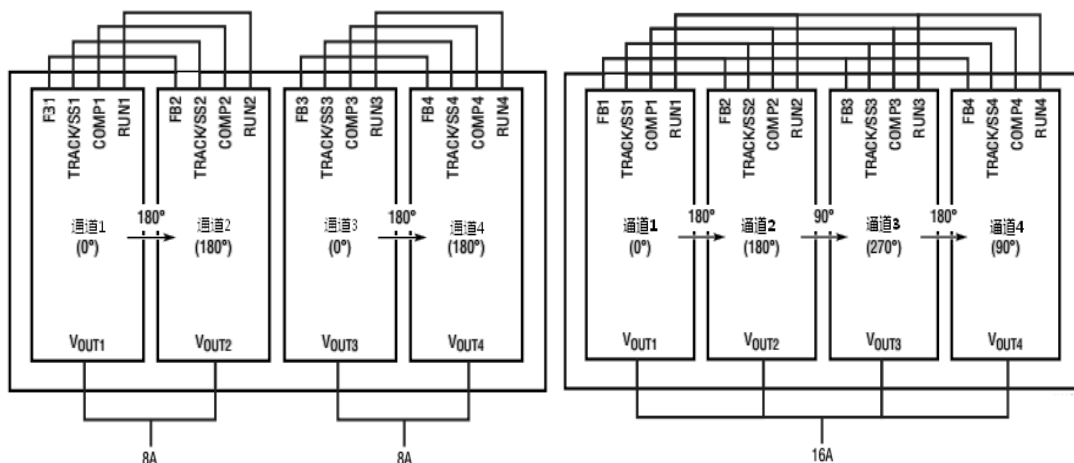 F31
TRACK/SS1
COMP1
RUN1
FB2
TRACK/SS2
COMP2
RUN2
FB3
TRACK/SS3
COMP3
RUN3
FB4
TRACK/SS4
COMP4
RUN4
通道1
(0°)
180°
通道2
(180°)
通道3
(0°)
180°
通道4
(180°)
VOUT1
VOUT2
VOUT3
VOUT4
8A
8A
FB1
TRACK/SS1
COMP1
RUN1
FB2
TRACK/SS2
COMP2
RUN2
FB3
TRACK/SS3
COMP3
RUN3
FB4
TRACK/SS4
COMP4
RUN4
通道1
(0°)
180°
通道2
(180°)
90°
通道3
(270°)
180°
通道4
(90°)
VOUT1
VOUT2
VOUT3
VOUT4
16A